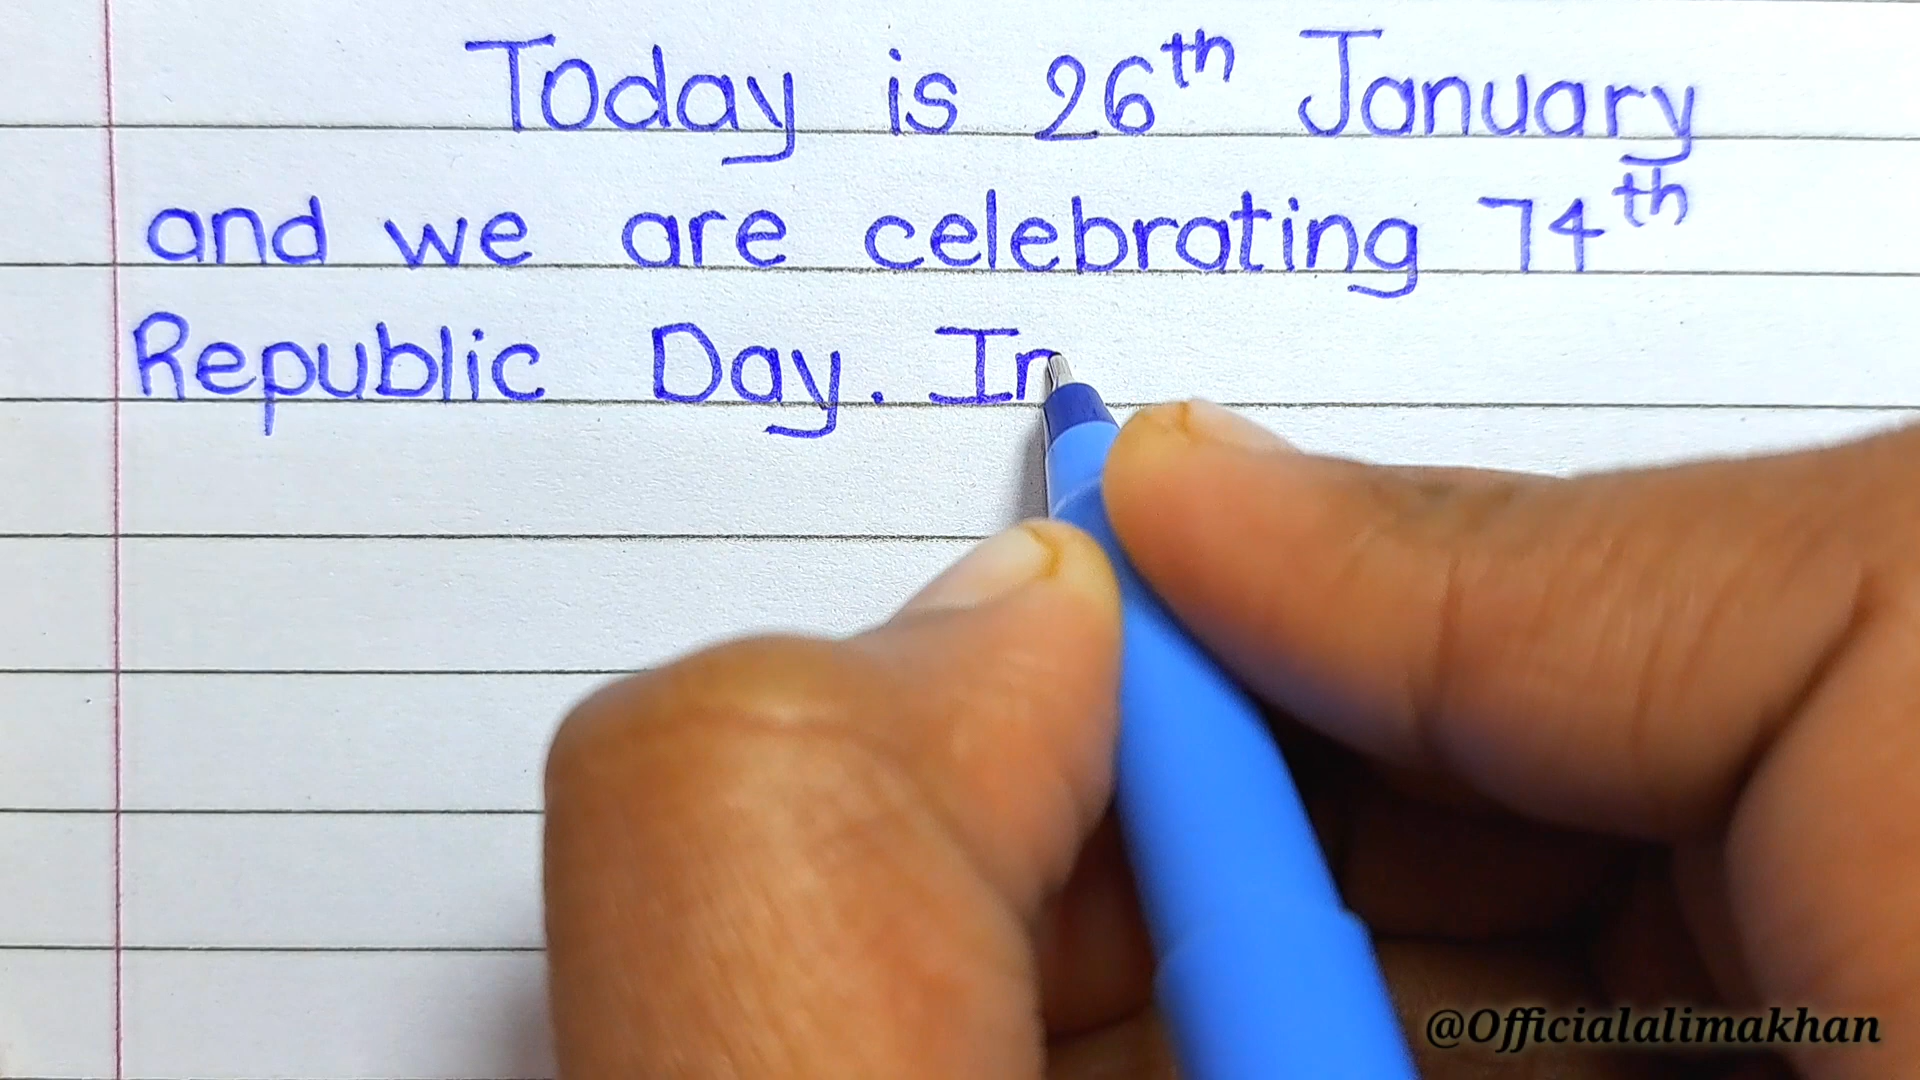 Today is 26th January
and we are celebrating 74th
Republic Day. In
@Officialalimakhan